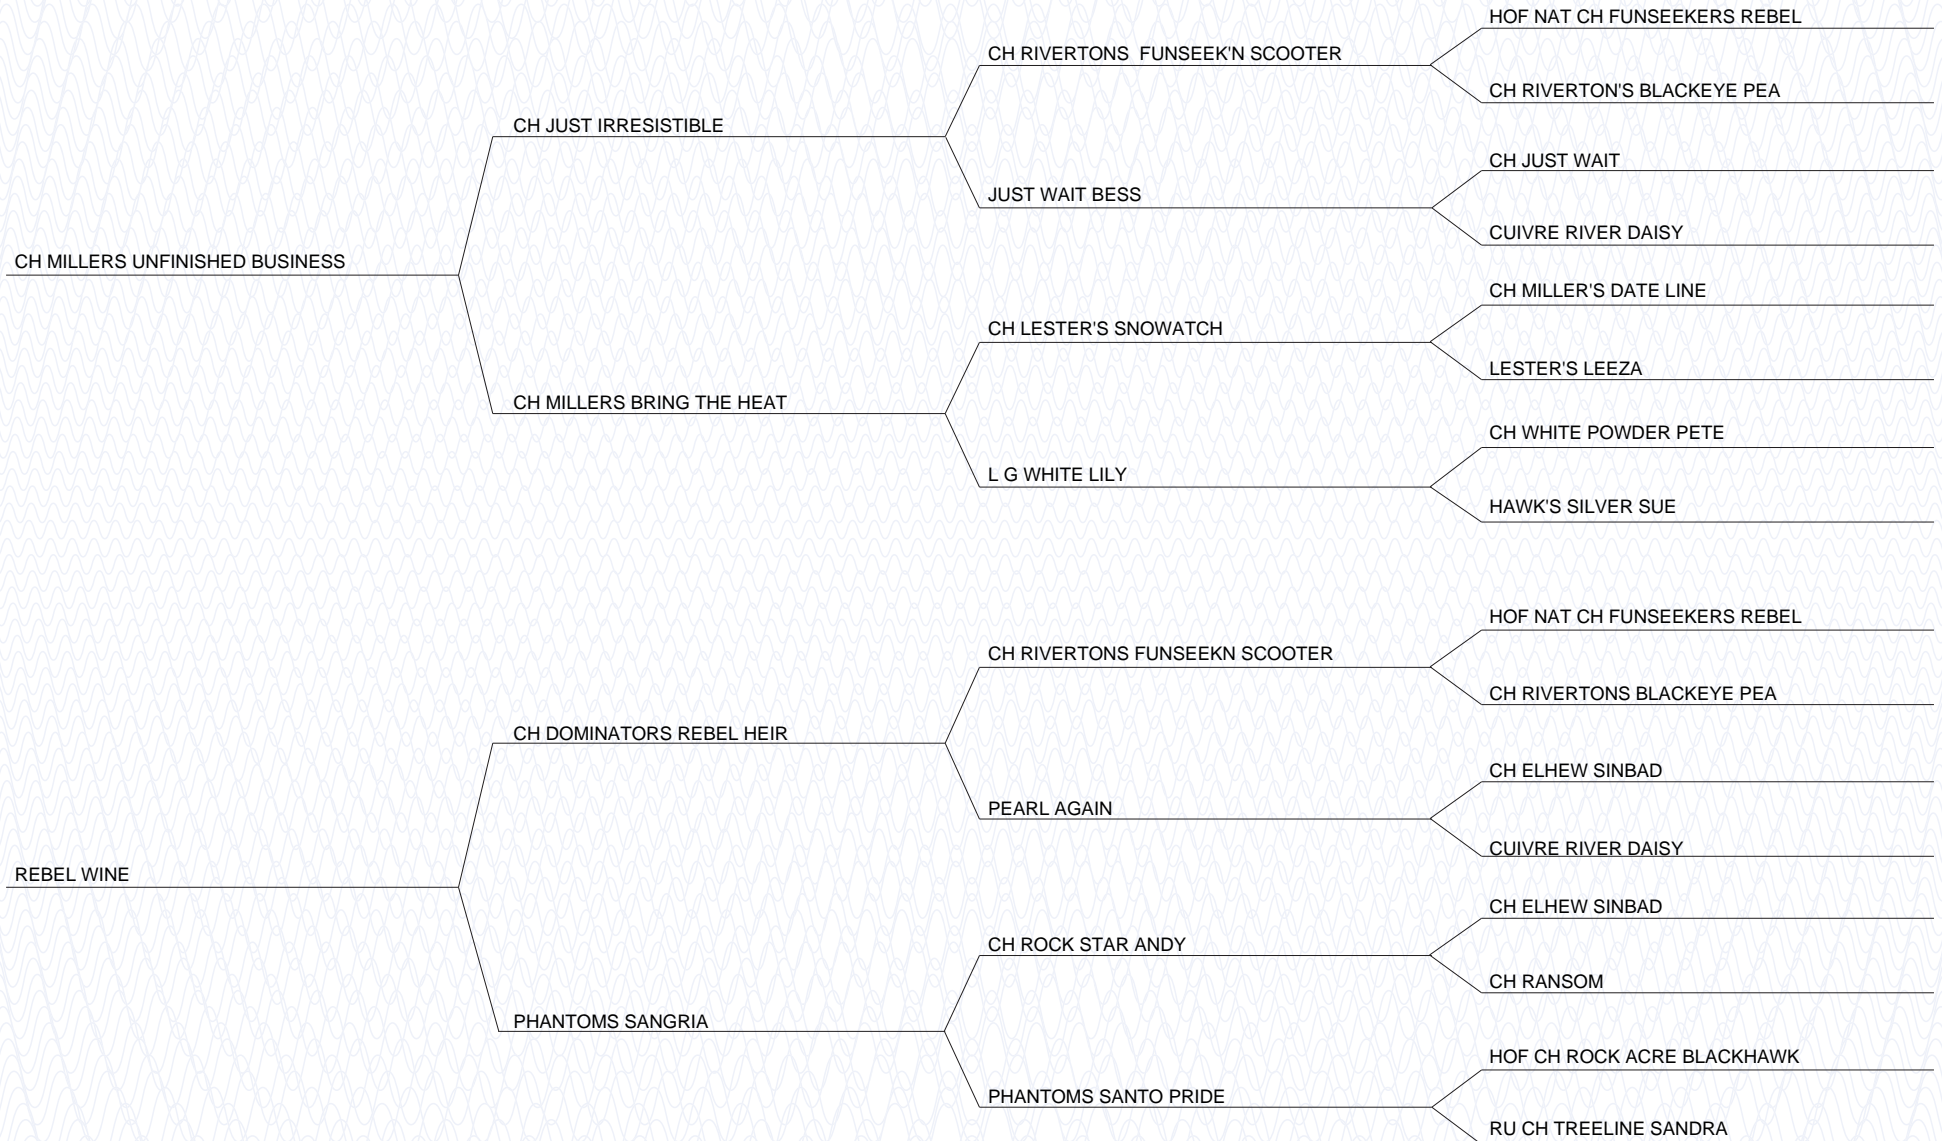 HOF NAT CH FUNSEEKERS REBEL
CH RIVERTONS  FUNSEEK'N SCOOTER
CH RIVERTON'S BLACKEYE PEA
CH JUST IRRESISTIBLE
CH JUST WAIT
JUST WAIT BESS
CUIVRE RIVER DAISY
CH MILLERS UNFINISHED BUSINESS
CH MILLER'S DATE LINE
CH LESTER'S SNOWATCH
LESTER'S LEEZA
CH MILLERS BRING THE HEAT
CH WHITE POWDER PETE
L G WHITE LILY
HAWK'S SILVER SUE
HOF NAT CH FUNSEEKERS REBEL
CH RIVERTONS FUNSEEKN SCOOTER
CH RIVERTONS BLACKEYE PEA
CH DOMINATORS REBEL HEIR
CH ELHEW SINBAD
PEARL AGAIN
CUIVRE RIVER DAISY
REBEL WINE
CH ELHEW SINBAD
CH ROCK STAR ANDY
CH RANSOM
PHANTOMS SANGRIA
HOF CH ROCK ACRE BLACKHAWK
PHANTOMS SANTO PRIDE
RU CH TREELINE SANDRA